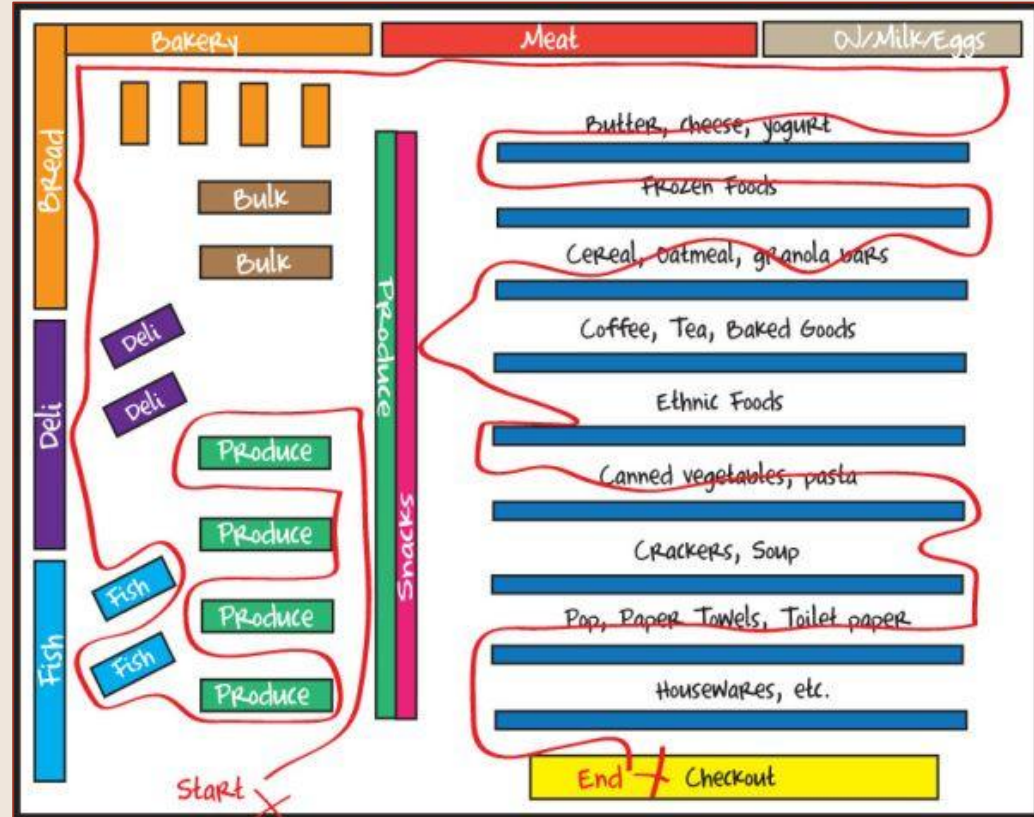 Bakery
Meat
OJ/Milk/Eggs
Bread
Butter, cheese, yogurt
Bulk
Frozen Foods
Bulk
Cereal, Oatmeal, granola bars
Produce
Deli
Coffee, Tea, Baked Goods
Deli
Deli
Ethnic Foods
Produce
Canned vegetables, pasta
Snacks
Produce
Crackers, Soup
Fish
Produce
Pop, Paper Towels, Toilet paper
Fish
Fish
Produce
Housewares, etc.
Start
End
Checkout